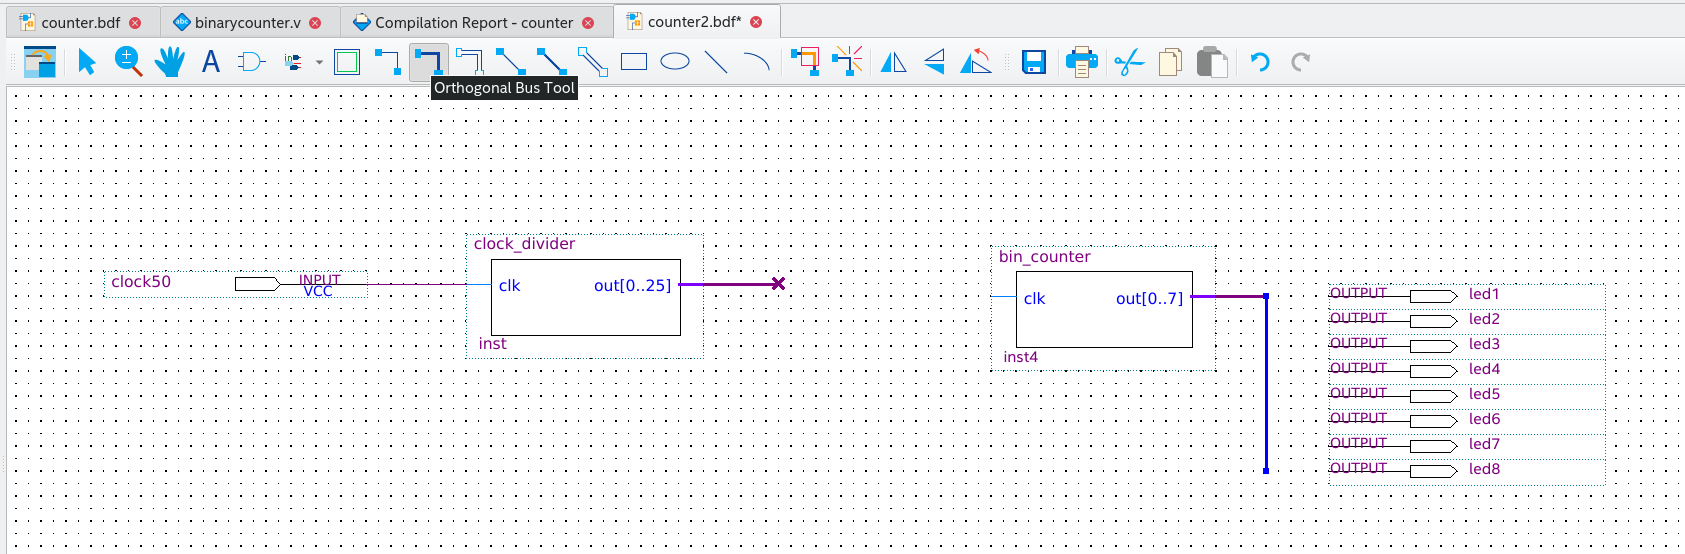 counter.bdf
binarycounter.v
Compilation Report - counter
counter2.bdf*
abc
A
Orthogonal Bus Tool
clock50
INPUT
VCC
clock_divider
clk
out[0..25]
inst
bin_counter
clk
out[0..7]
inst4
OUTPUT led1
OUTPUT led2
OUTPUT led3
OUTPUT led4
OUTPUT led5
OUTPUT led6
OUTPUT led7
OUTPUT led8